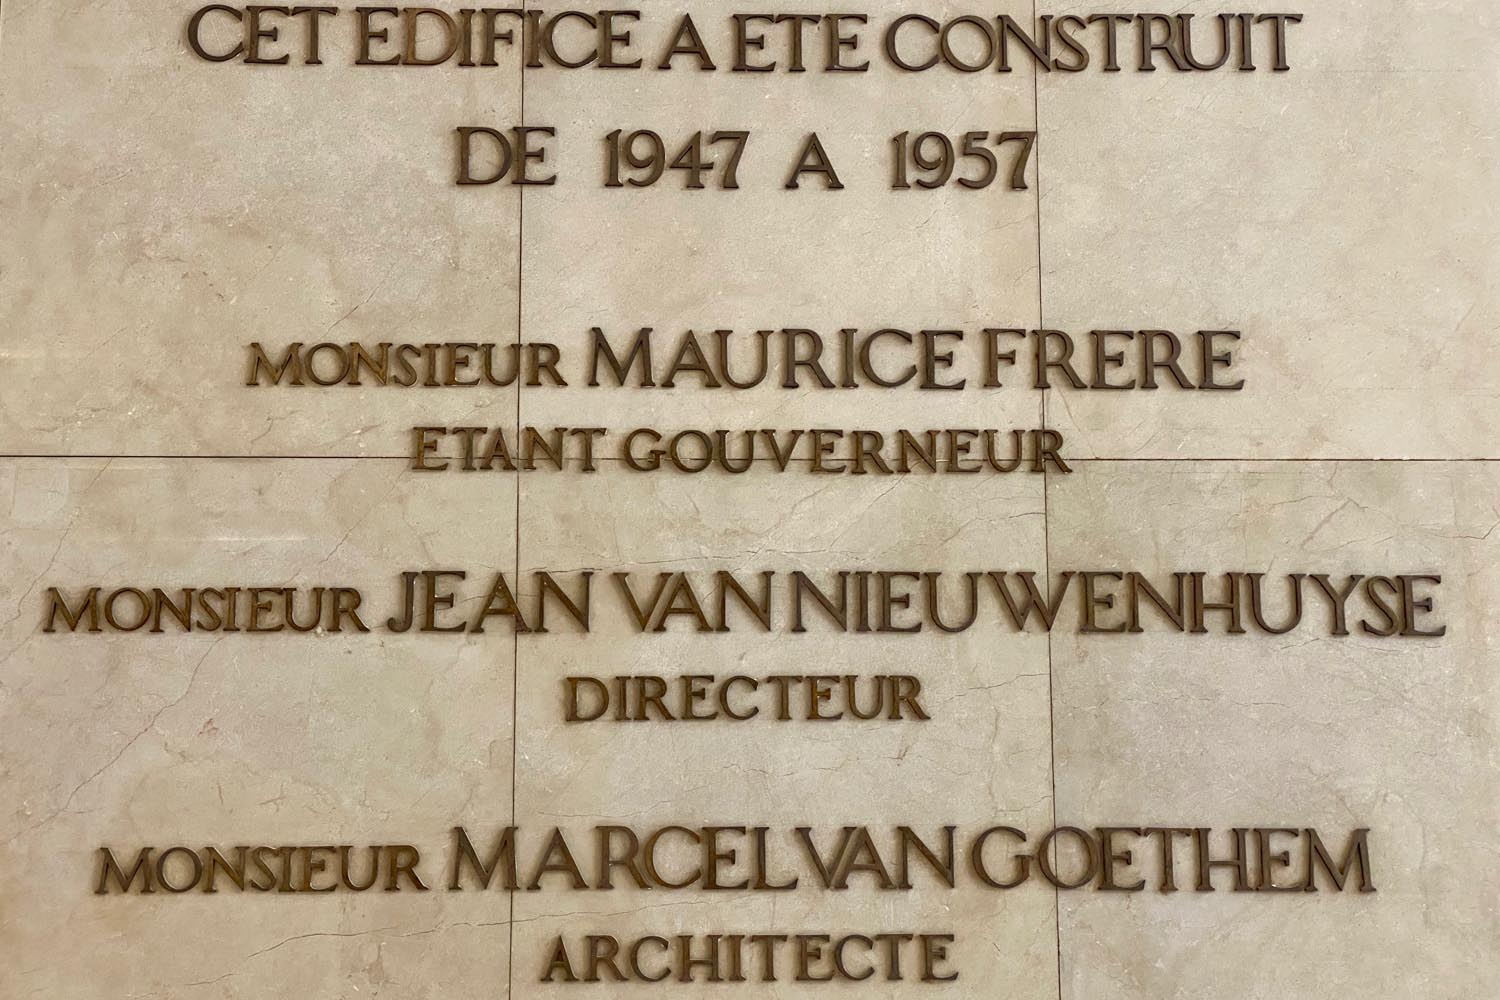 CET EDIFICE A ETE CONSTRUIT
DE 1947 A 1957
MONSIEUR MAURICE FRERE
ETANT GOUVERNEUR
MONSIEUR JEAN VAN NIEUWENHUYSE
DIRECTEUR
MONSIEUR MARCEL VAN GOETHEM
ARCHITECTE